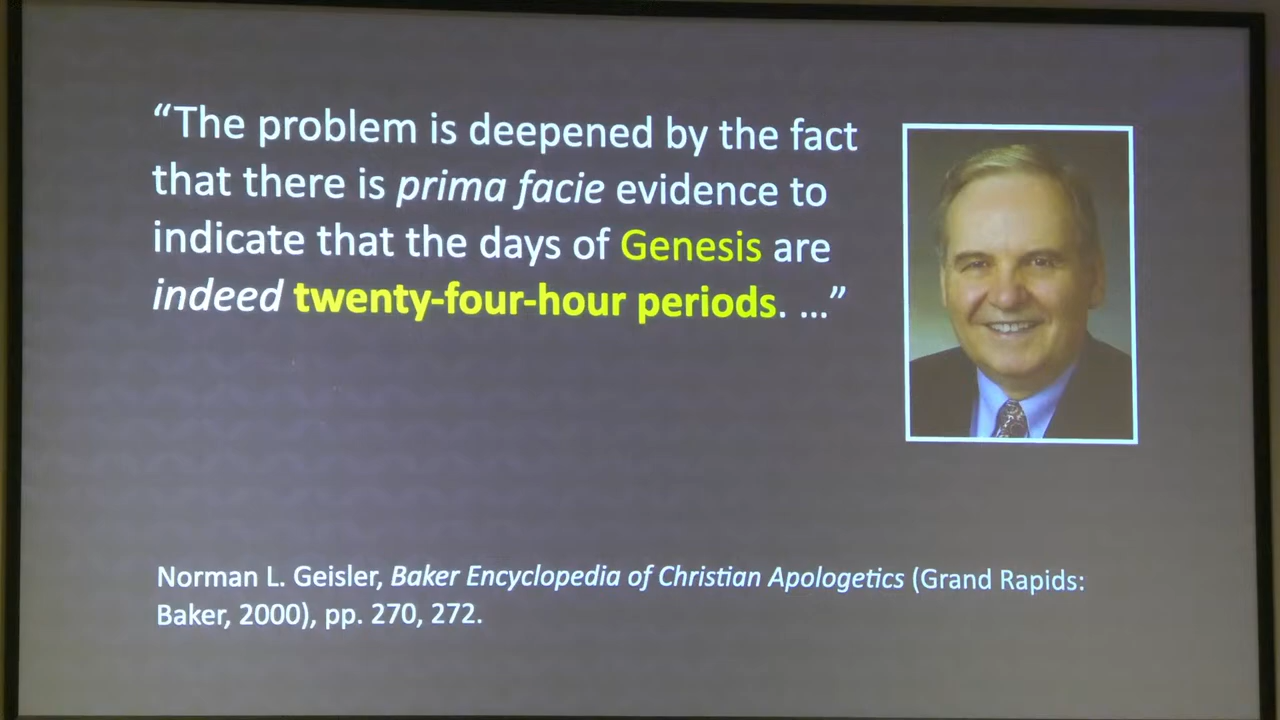 “The problem is deepened by the fact
that there is prima facie evidence to
indicate that the days of Genesis are
indeed twenty-four-hour periods. …”
Norman L. Geisler, Baker Encyclopedia of Christian Apologetics (Grand Rapids:
Baker, 2000), pp. 270, 272.